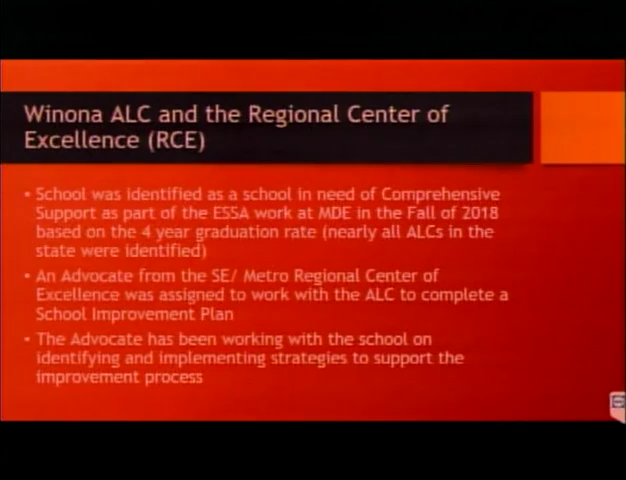 Winona ALC and the Regional Center of
Excellence (RCE)
• School was identified as a school in need of Comprehensive
Support as part of the ESSA work at MDE in the Fall of 2018
based on the 4 year graduation rate (nearly all ALCs in the
state were identified)
• An Advocate from the SE/ Metro Regional Center of
Excellence was assigned to work with the ALC to complete a
School Improvement Plan
• The Advocate has been working with the school on
identifying and implementing strategies to support the
improvement process